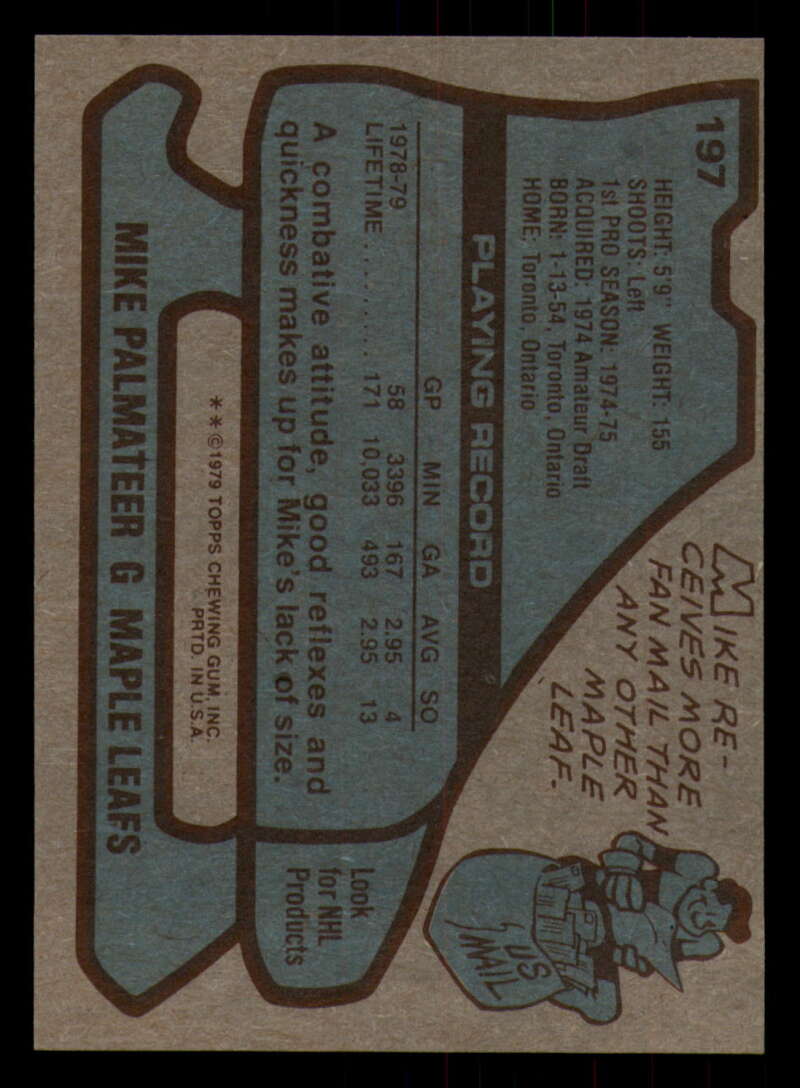 197
HEIGHT: 5'9" WEIGHT: 155
SHOOTS: Left
1st PRO SEASON: 1974-75
ACQUIRED: 1974 Amateur Draft
BORN: 1-13-54, Toronto, Ontario
HOME: Toronto, Ontario
MIKE RE-
CEIVES MORE
FAN MAIL THAN
ANY OTHER
MAPLE
LEAF.
US
MAIL
PLAYING RECORD
GP MIN GA AVG SO
1978-79 58 3396 167 2.95 4
LIFETIME.......... 171 10,033 493 2.95 13
A combative attitude, good reflexes and
quickness makes up for Mike's lack of size.
Look
for NHL
Products
**©1979 TOPPS CHEWING GUM, INC.
PRTD. IN U.S.A.
MIKE PALMATEER G MAPLE LEAFS